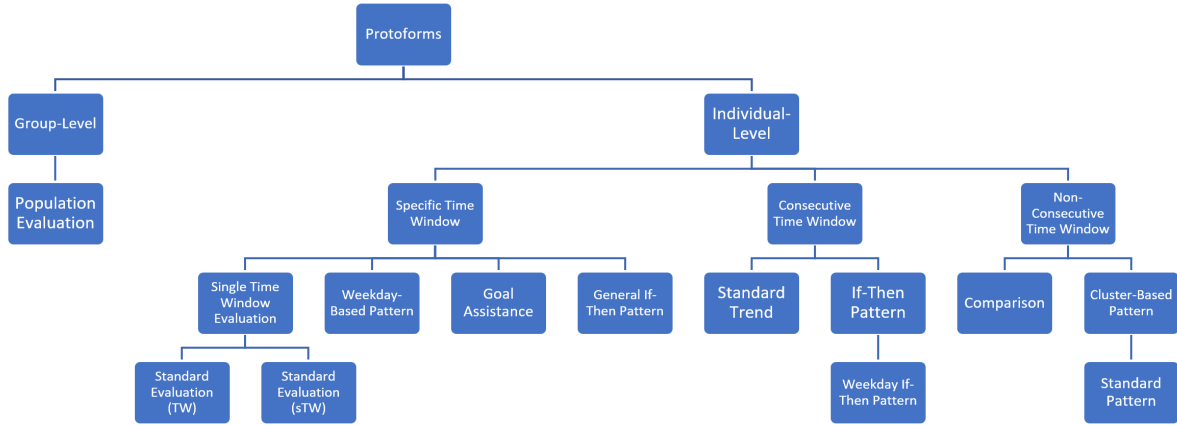 Protoforms
Group-Level
Individual-
Level
Population
Evaluation
Specific Time
Window
Consecutive
Time Window
Non-
Consecutive
Time Window
Single Time
Window
Evaluation
Weekday-
Based Pattern
Goal
Assistance
General If-
Then Pattern
Standard
Trend
If-Then
Pattern
Comparison
Cluster-Based
Pattern
Standard
Evaluation
(TW)
Standard
Evaluation
(sTW)
Weekday If-
Then Pattern
Standard
Pattern